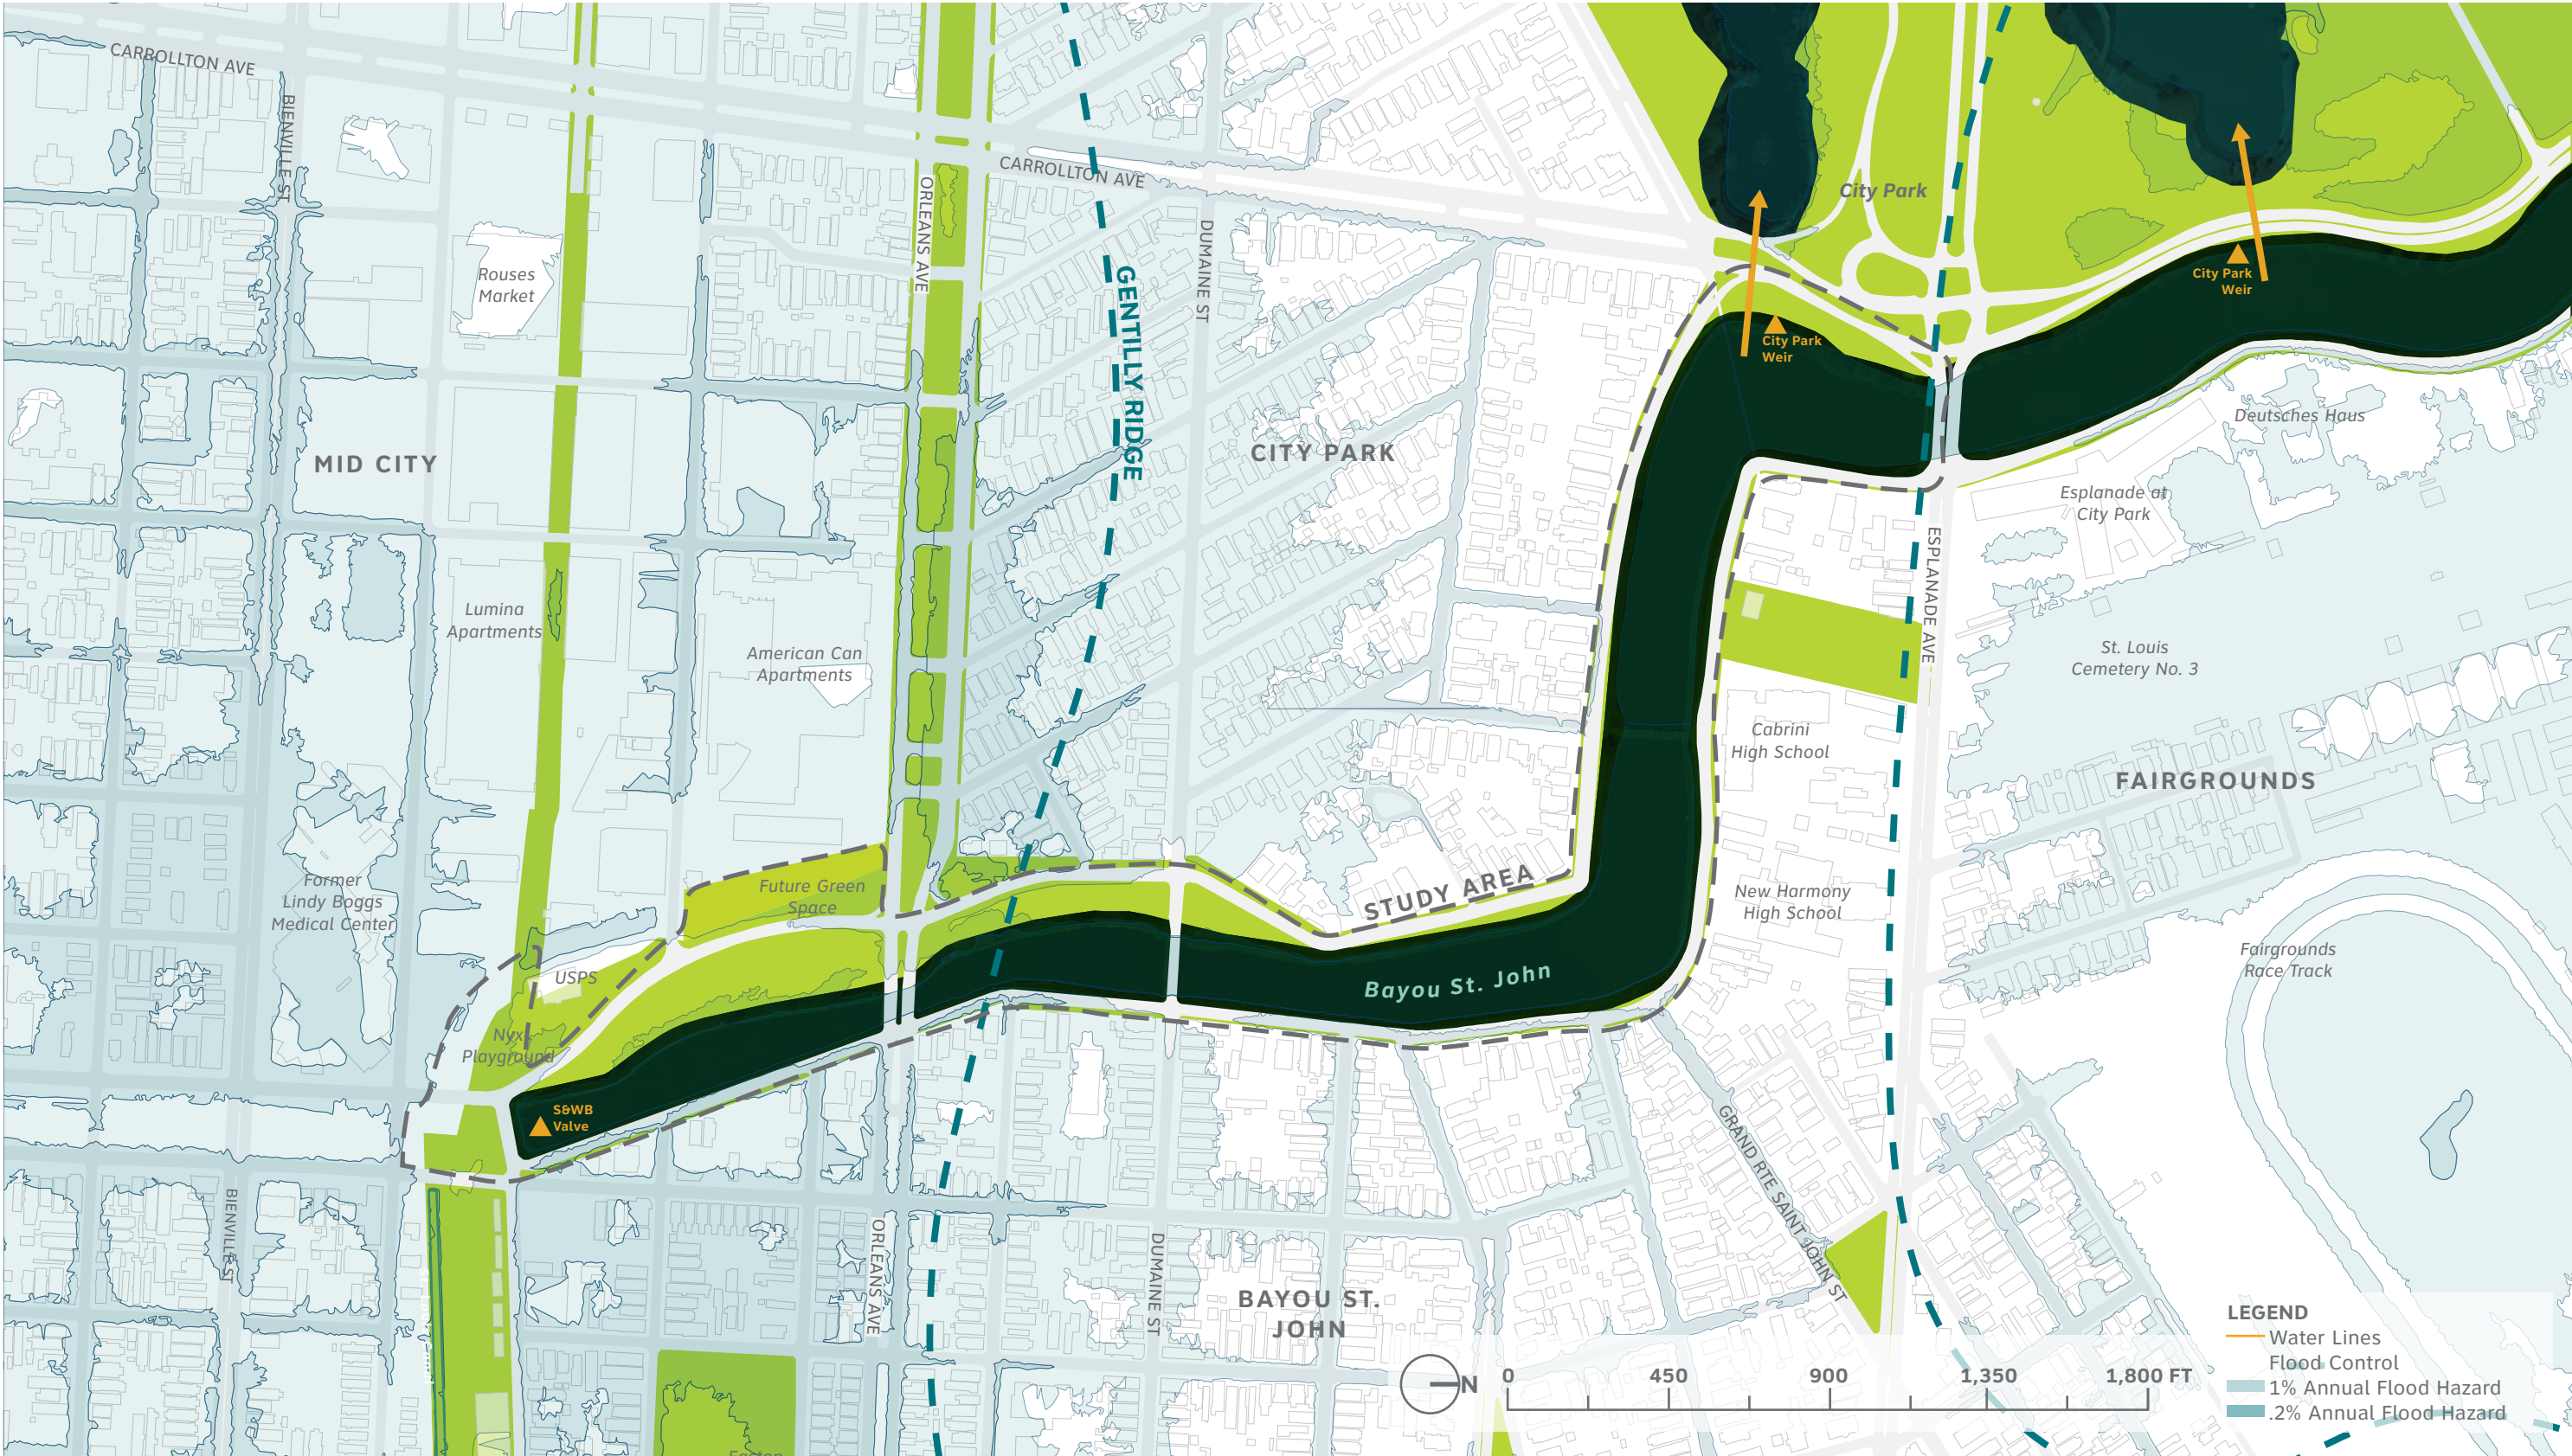 CARROLLTON AVE
BIENVILLE ST
CARROLLTON AVE
ORLEANS AVE
City Park
DUMAINE ST
Rouses
Market
GENTILLY RIDGE
City Park
Weir
City Park
Weir
Deutsches Haus
MID CITY
CITY PARK
Esplanade at
City Park
ESPLANADE AVE
Lumina
Apartments
American Can
Apartments
St. Louis
Cemetery No. 3
Cabrini
High School
FAIRGROUNDS
Former
Lindy Boggs
Medical Center
Future Green
Space
STUDY AREA
New Harmony
High School
Fairgrounds
Race Track
USPS
Bayou St. John
Nyx
Playground
S&WB
Valve
GRAND RTE SAINT JOHN ST
BIENVILLE ST
ORLEANS AVE
DUMAINE ST
BAYOU ST.
JOHN
N
0 450 900 1,350 1,800 FT
LEGEND
Water Lines
Flood Control
1% Annual Flood Hazard
.2% Annual Flood Hazard